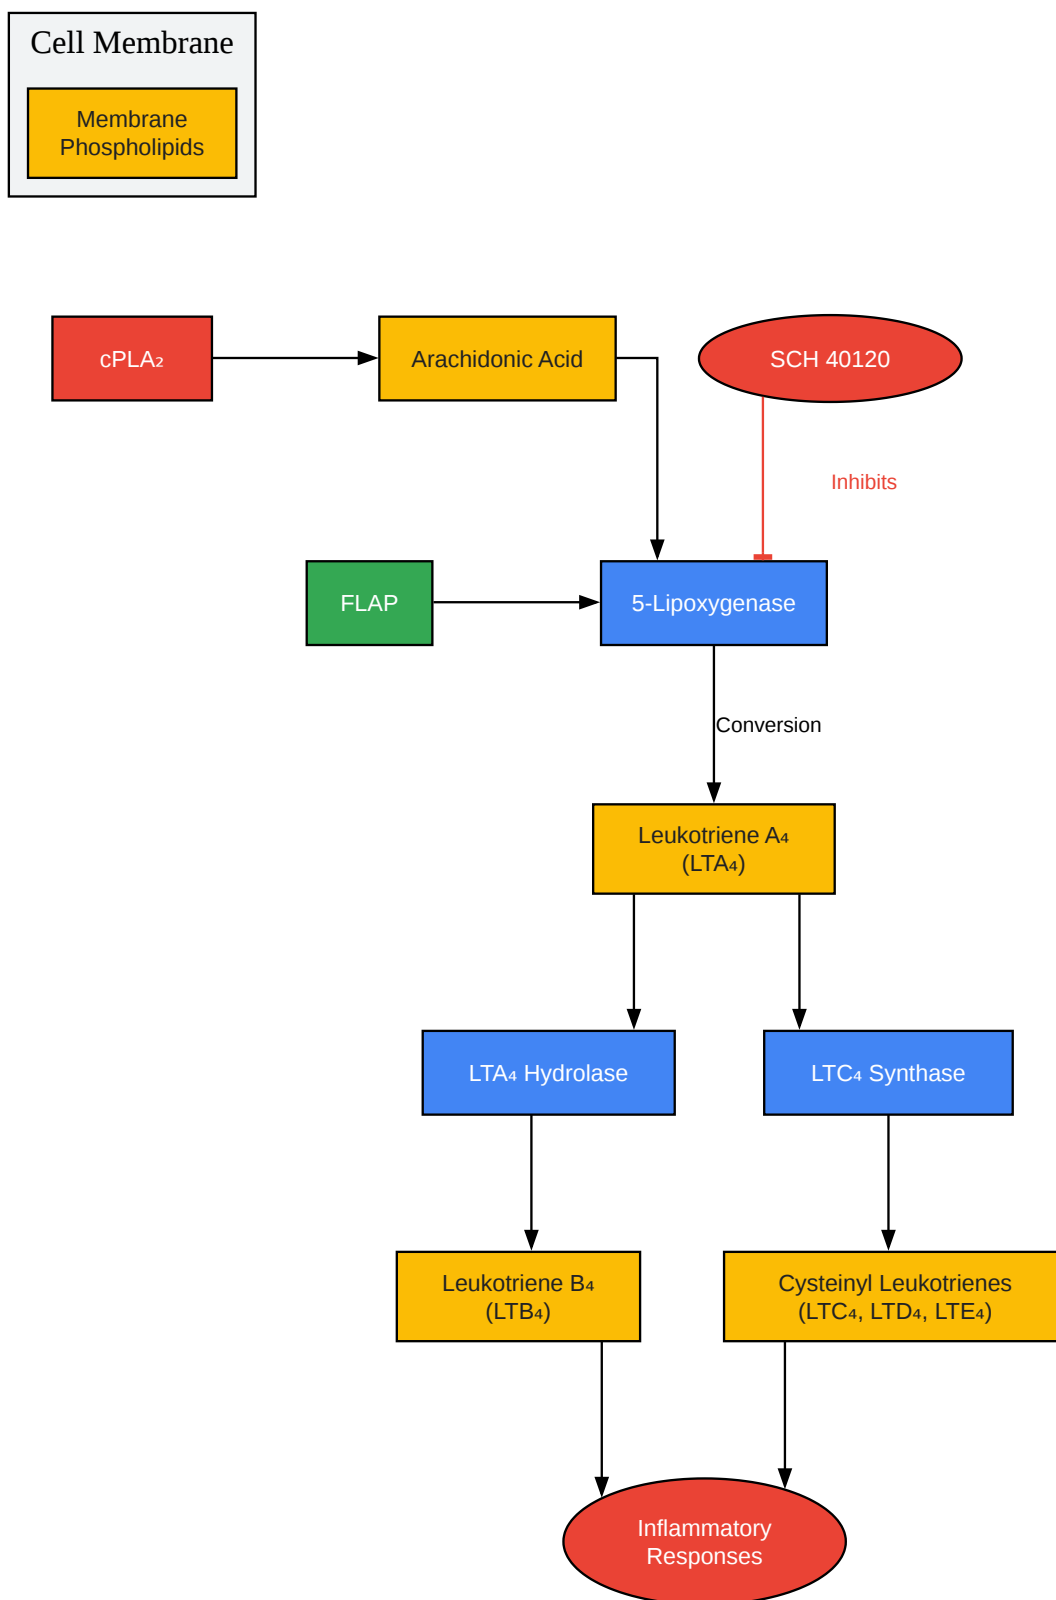 Cell Membrane
Membrane
Phospholipids
cPLA₂
Arachidonic Acid
SCH 40120
Inhibits
FLAP
5-Lipoxygenase
Conversion
Leukotriene A₄
(LTA₄)
LTA₄ Hydrolase
LTC₄ Synthase
Leukotriene B₄
(LTB₄)
Cysteinyl Leukotrienes
(LTC₄, LTD₄, LTE₄)
Inflammatory
Responses